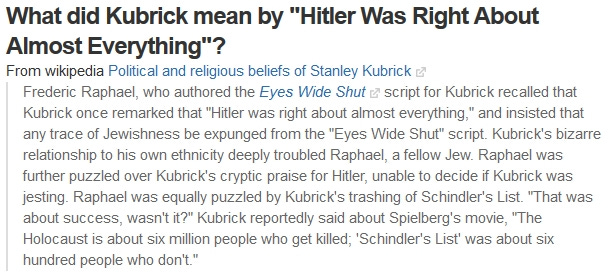 What did Kubrick mean by "Hitler Was Right About
Almost Everything"?
From wikipedia Political and religious beliefs of Stanley Kubrick
Frederic Raphael, who authored the Eyes Wide Shut script for Kubrick recalled that
Kubrick once remarked that "Hitler was right about almost everything," and insisted that
any trace of Jewishness be expunged from the "Eyes Wide Shut" script. Kubrick's bizarre
relationship to his own ethnicity deeply troubled Raphael, a fellow Jew. Raphael was
further puzzled over Kubrick's cryptic praise for Hitler, unable to decide if Kubrick was
jesting. Raphael was equally puzzled by Kubrick's trashing of Schindler's List. "That was
about success, wasn't it?" Kubrick reportedly said about Spielberg's movie, "The
Holocaust is about six million people who get killed; 'Schindler's List' was about six
hundred people who don't."